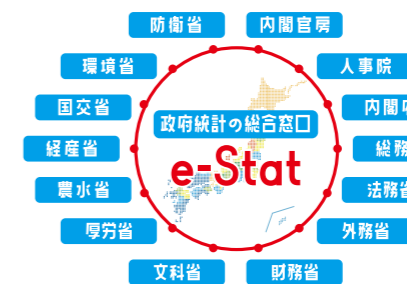 防衛省
内閣官房
環境省
人事院
国交省
内閣
政府統計の総合窓口
経産省
総務
e-Stat
農水省
法務省
厚労省
外務省
文科省
財務省